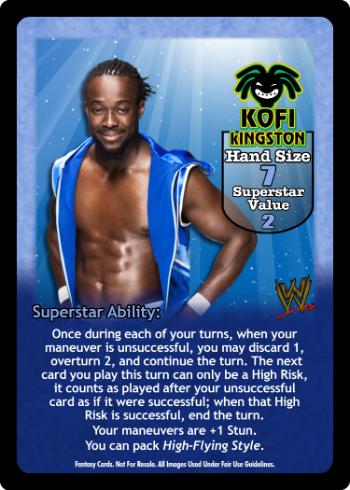 KOFI
KINGSTON
Hand Size
7
Superstar
Value
2
W
Superstar Ability:
Once during each of your turns, when your
maneuver is unsuccessful, you may discard 1,
overturn 2, and continue the turn. The next
card you play this turn can only be a High Risk,
it counts as played after your unsuccessful
card as if it were successful; when that High
Risk is successful, end the turn.
Your maneuvers are +1 Stun.
You can pack High-Flying Style.
Fantasy Cards. Not For Resale. All Images Used Under Fair Use Guidelines.